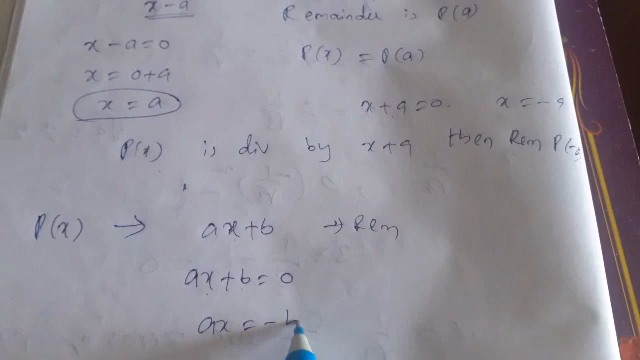 x-a Remainder is P(a)
x-a=0 P(x) = P(a)
x = 0+a
x = a x+a=0. x=-a
P(x) is div by x+a then Rem P(-a
P(x) → ax+b → Rem
ax+b=0
ax = -b